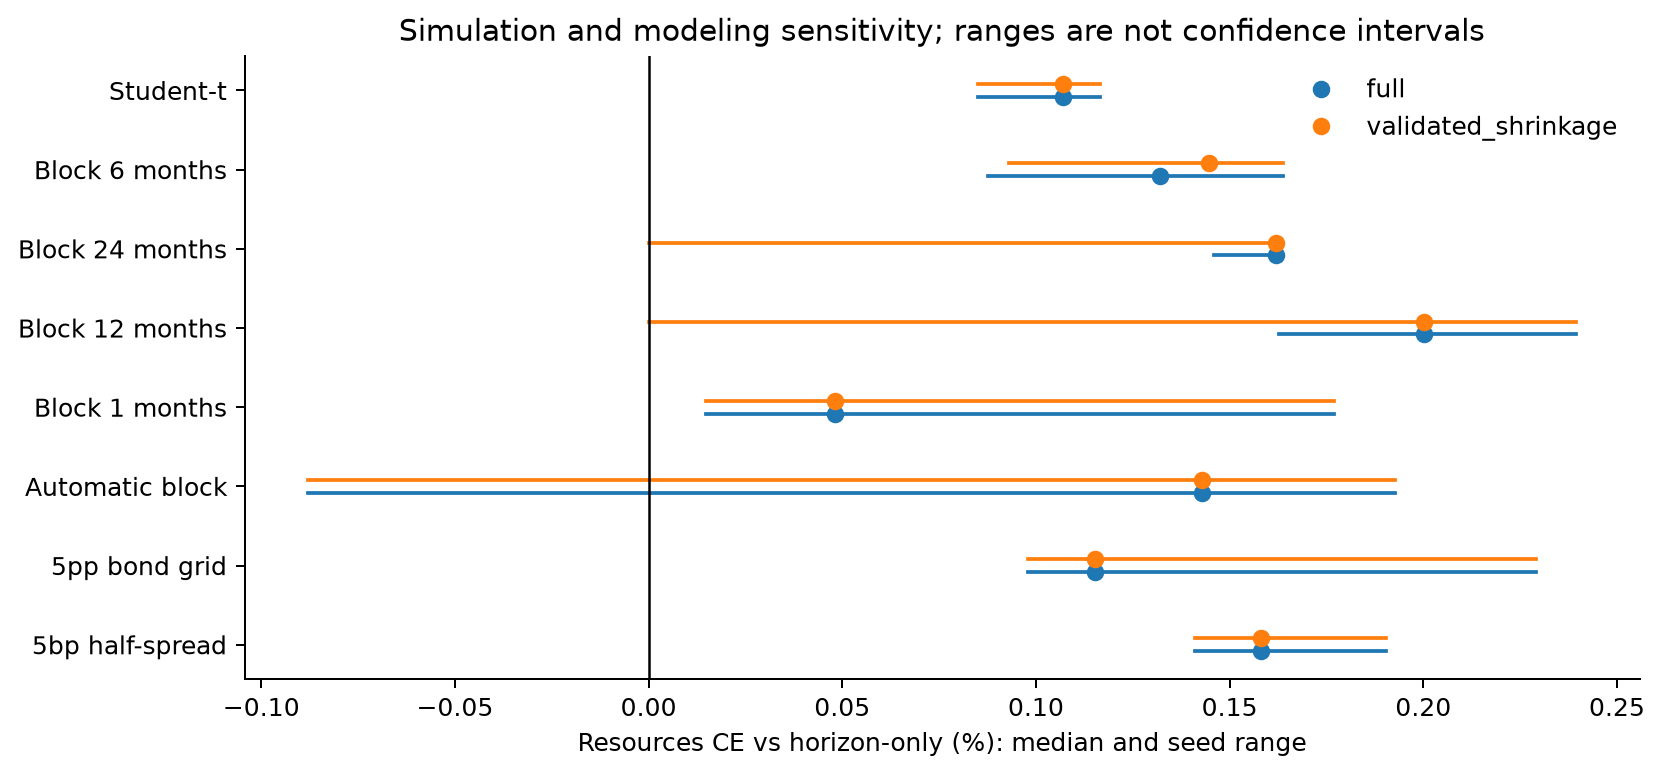 Simulation and modeling sensitivity; ranges are not confidence intervals
full
validated_shrinkage
Student-t
Block 6 months
Block 24 months
Block 12 months
Block 1 months
Automatic block
5pp bond grid
5bp half-spread
−0.10
−0.05
0.00
0.05
0.10
0.15
0.20
0.25
Resources CE vs horizon-only (%): median and seed range